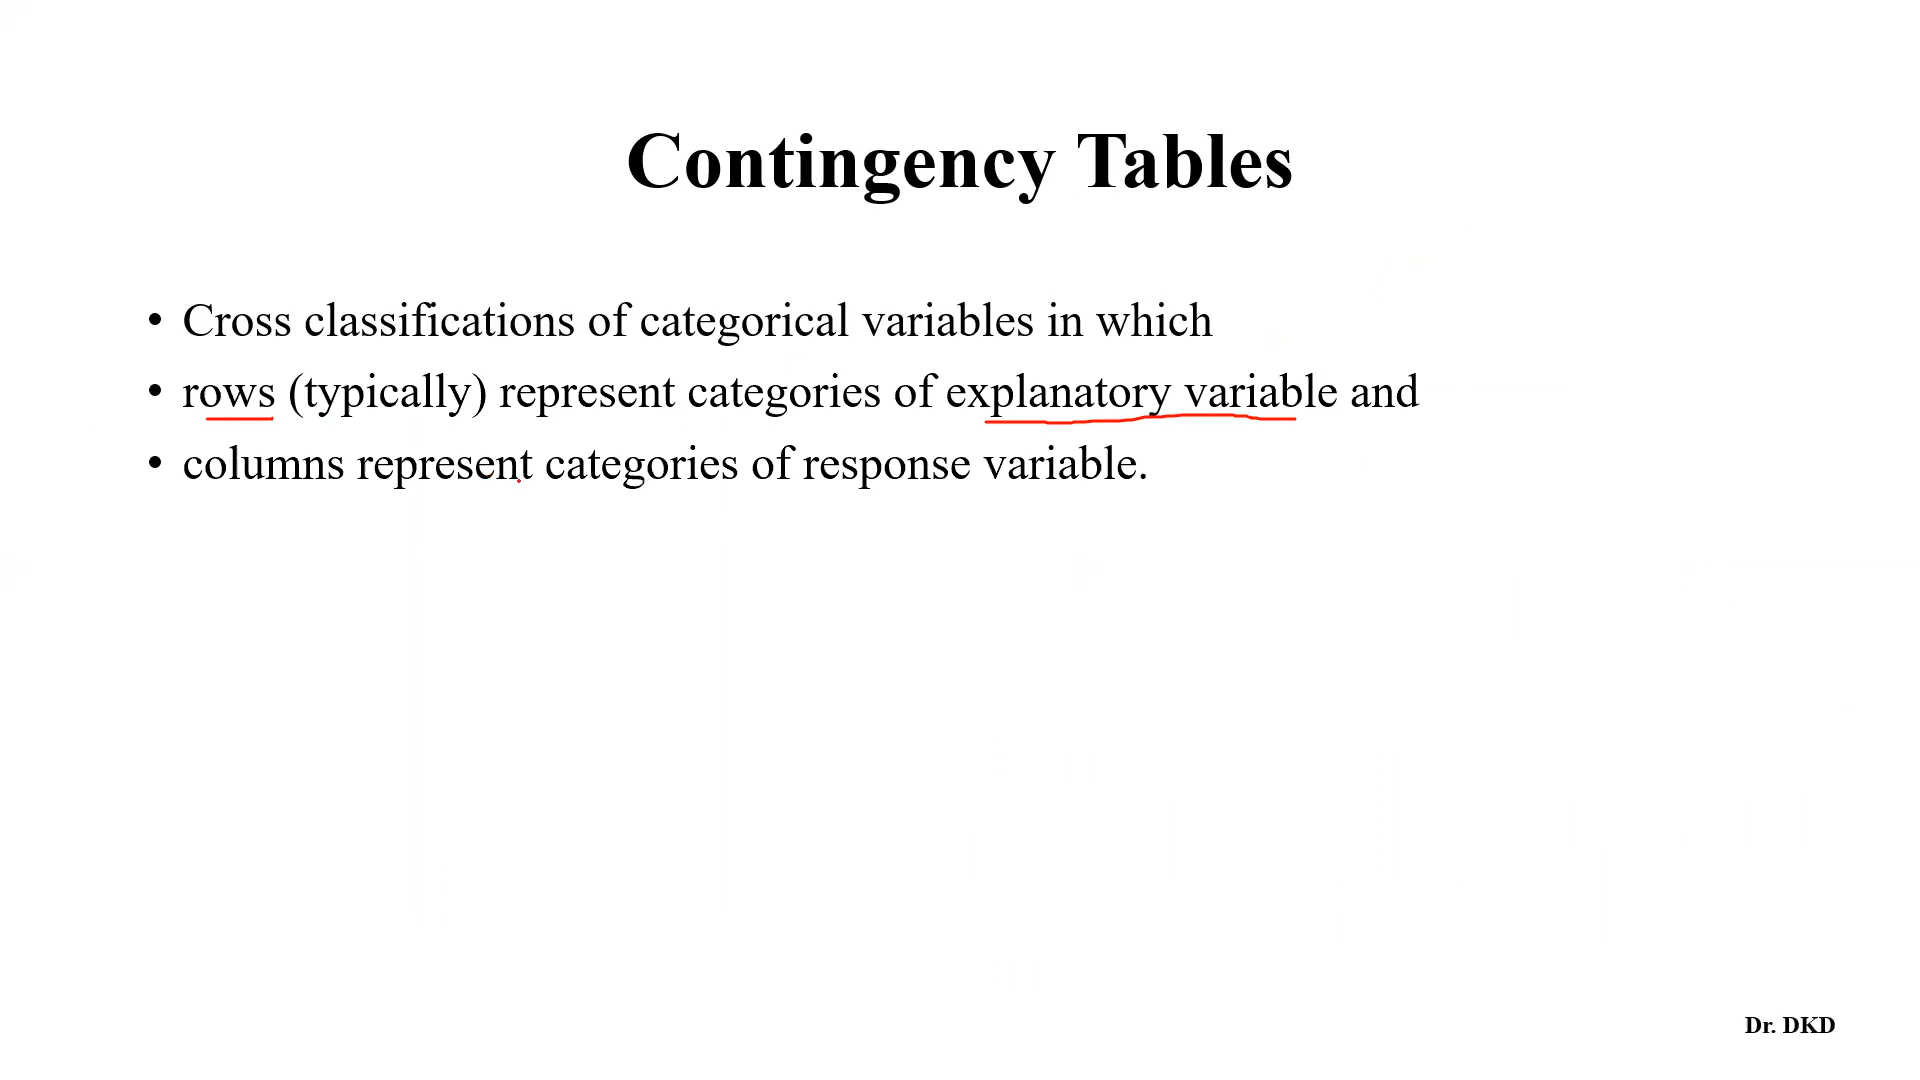 Contingency Tables
• Cross classifications of categorical variables in which
• rows (typically) represent categories of explanatory variable and
• columns represent categories of response variable.
Dr. DKD